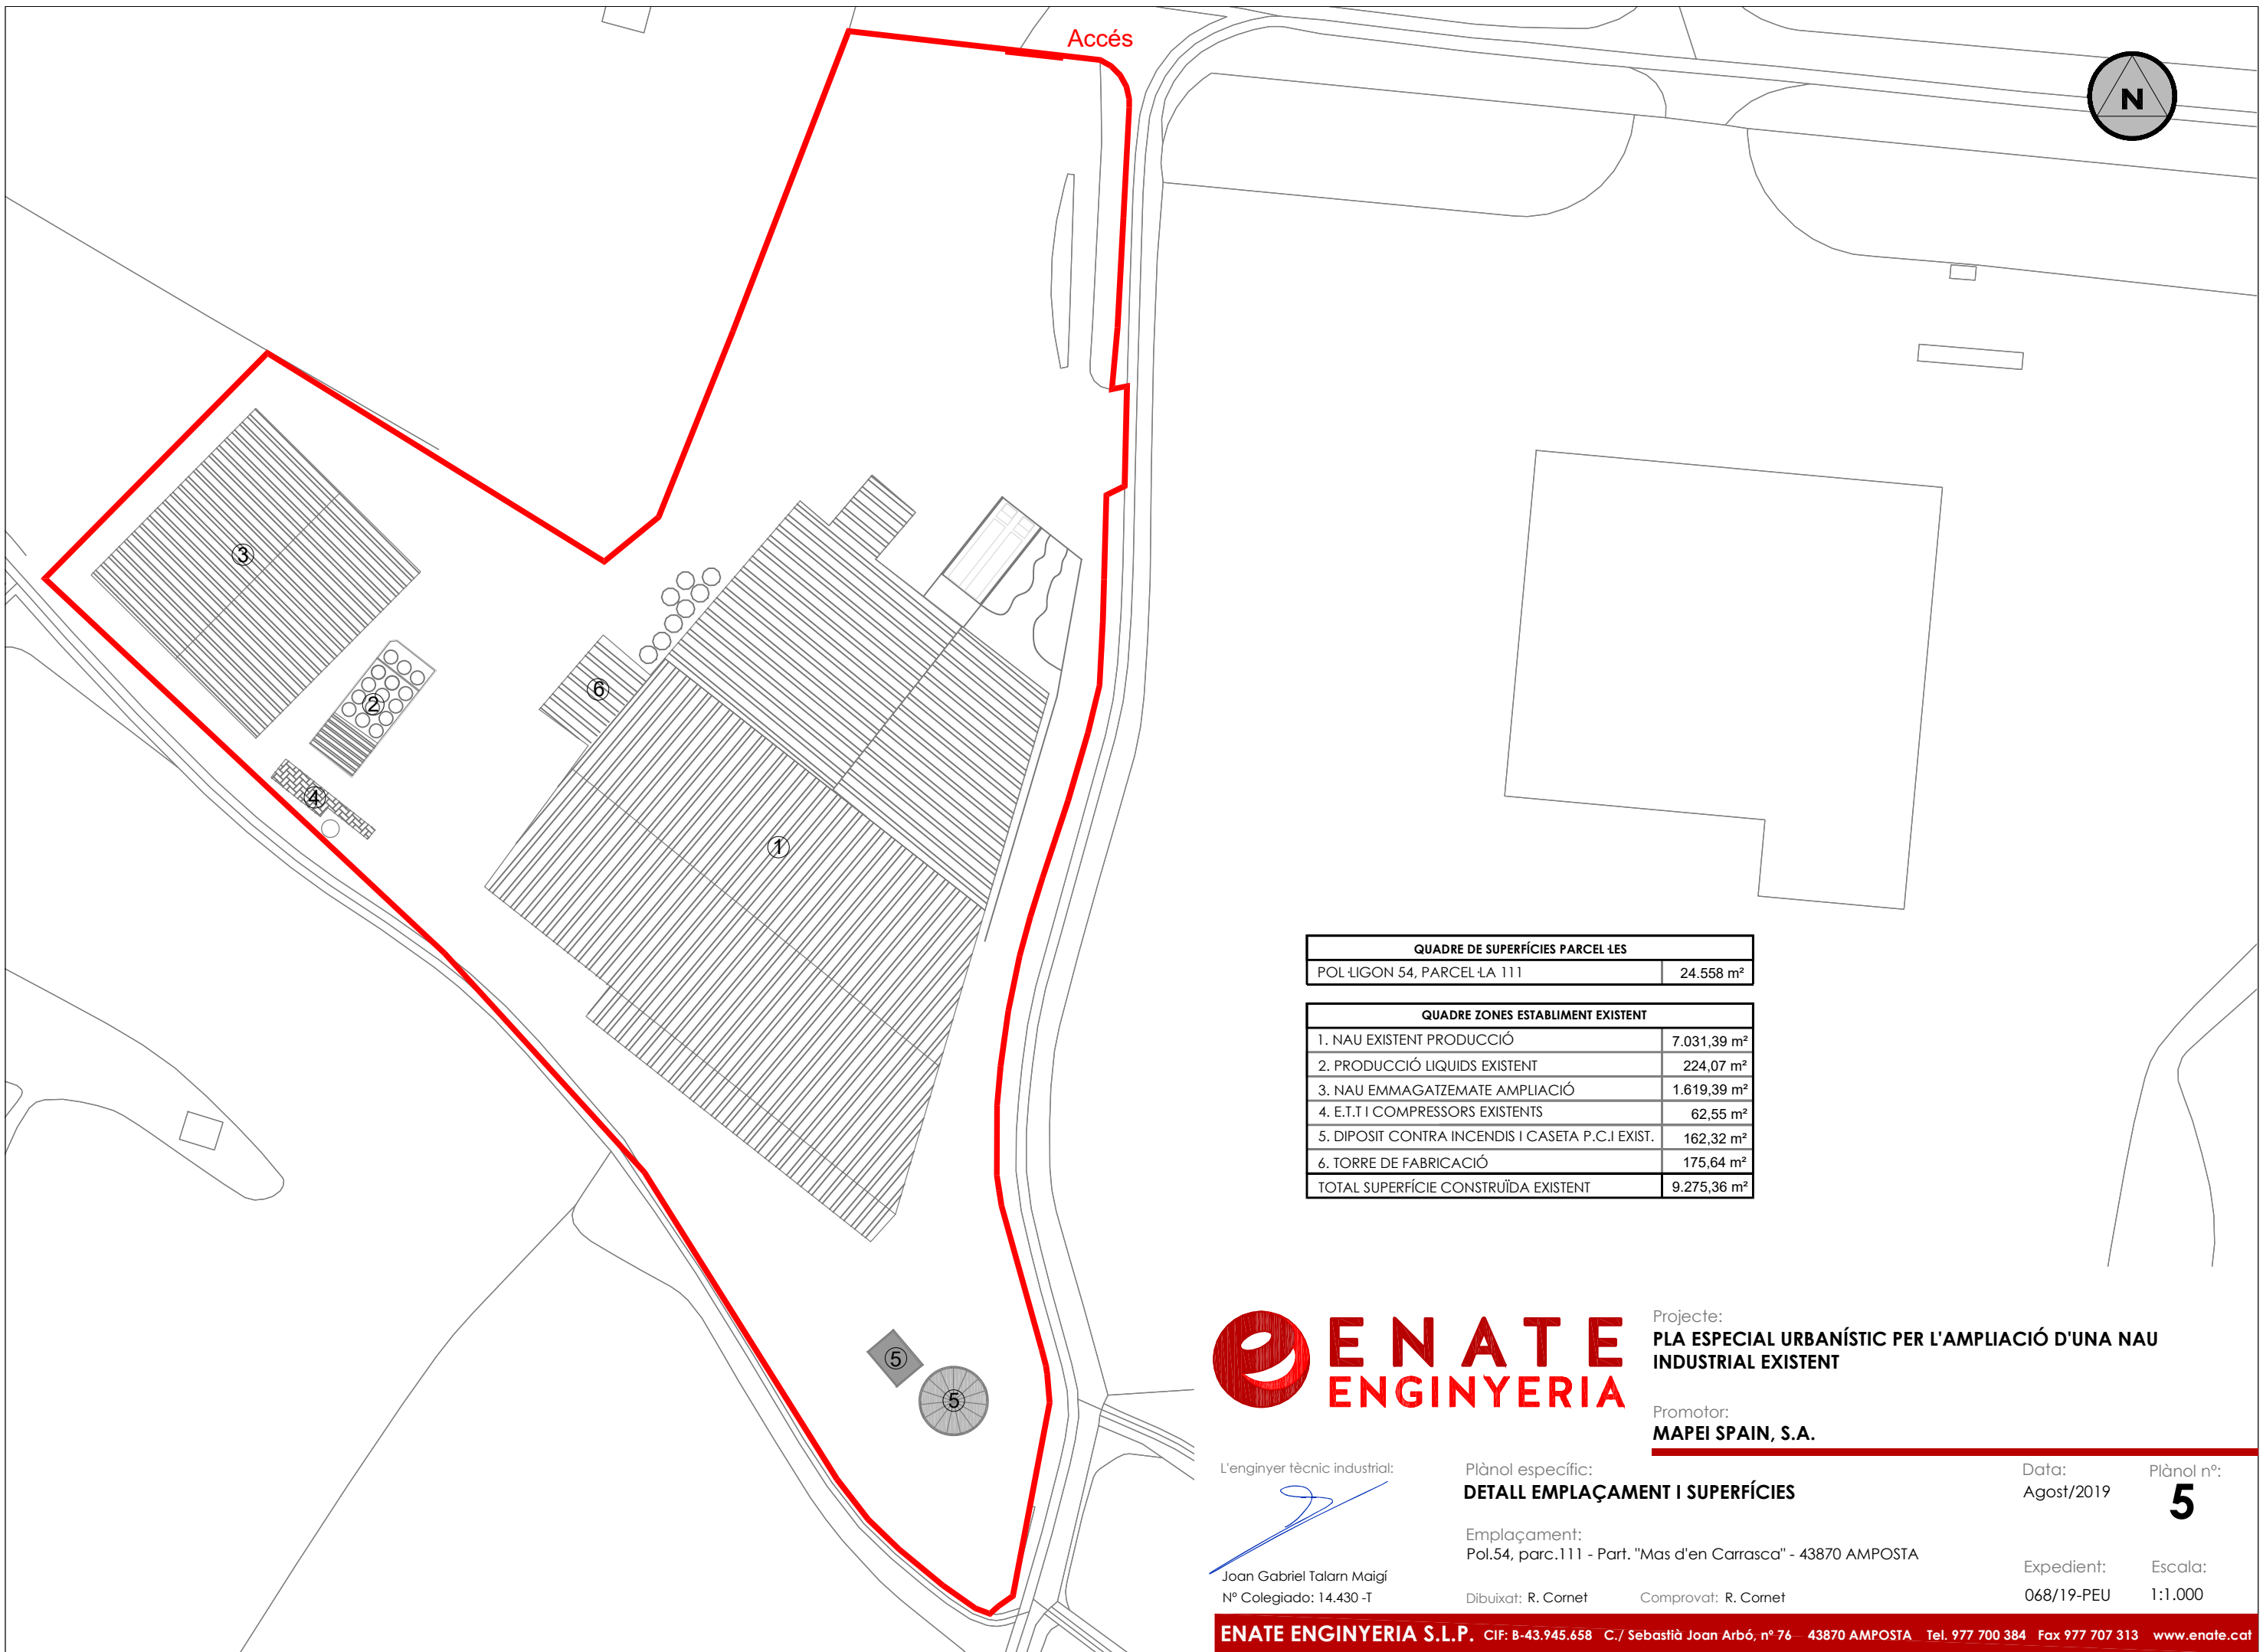 Accés
N
3
2
6
4
1
5
5
QUADRE DE SUPERFÍCIES PARCEL·LES
POL·LIGON 54, PARCEL·LA 111 24.558 m²
QUADRE ZONES ESTABLIMENT EXISTENT
1. NAU EXISTENT PRODUCCIÓ 7.031,39 m²
2. PRODUCCIÓ LIQUIDS EXISTENT 224,07 m²
3. NAU EMMAGATZEMATE AMPLIACIÓ 1.619,39 m²
4. E.T.T I COMPRESSORS EXISTENTS 62,55 m²
5. DIPOSIT CONTRA INCENDIS I CASETA P.C.I EXIST. 162,32 m²
6. TORRE DE FABRICACIÓ 175,64 m²
TOTAL SUPERFÍCIE CONSTRUÏDA EXISTENT 9.275,36 m²
ENATE
ENGINYERIA
Projecte:
PLA ESPECIAL URBANÍSTIC PER L'AMPLIACIÓ D'UNA NAU
INDUSTRIAL EXISTENT
Promotor:
MAPEI SPAIN, S.A.
L'enginyer tècnic industrial:
Joan Gabriel Talarn Maigí
Nº Colegiado: 14.430 -T
Plànol específic:
DETALL EMPLAÇAMENT I SUPERFÍCIES
Emplaçament:
Pol.54, parc.111 - Part. "Mas d'en Carrasca" - 43870 AMPOSTA
Dibuixat: R. Cornet Comprovat: R. Cornet
Data:
Agost/2019
Plànol nº:
5
Expedient:
068/19-PEU
Escala:
1:1.000
ENATE ENGINYERIA S.L.P. CIF: B-43.945.658 C./ Sebastià Joan Arbó, nº 76 43870 AMPOSTA Tel. 977 700 384 Fax 977 707 313 www.enate.cat